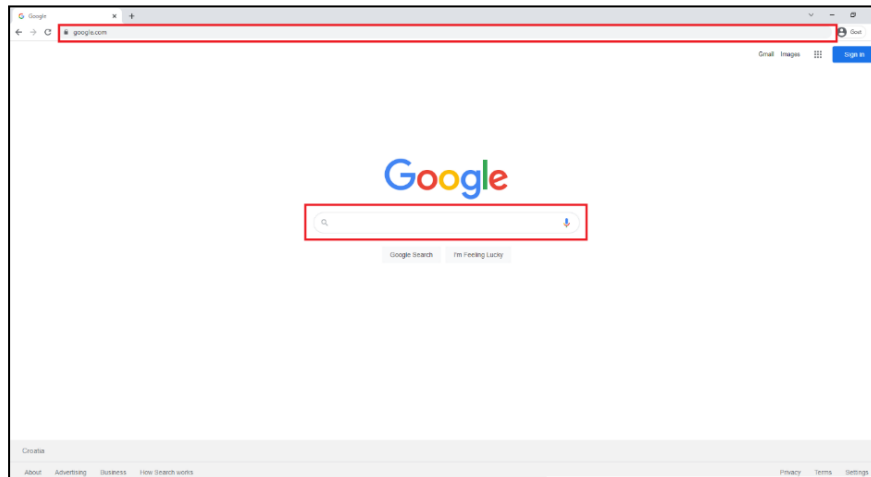 Google
google.com
Guest
Gmail Images Sign in
Google
Google Search I'm Feeling Lucky
Croatia
About Advertising Business How Search works Privacy Terms Settings